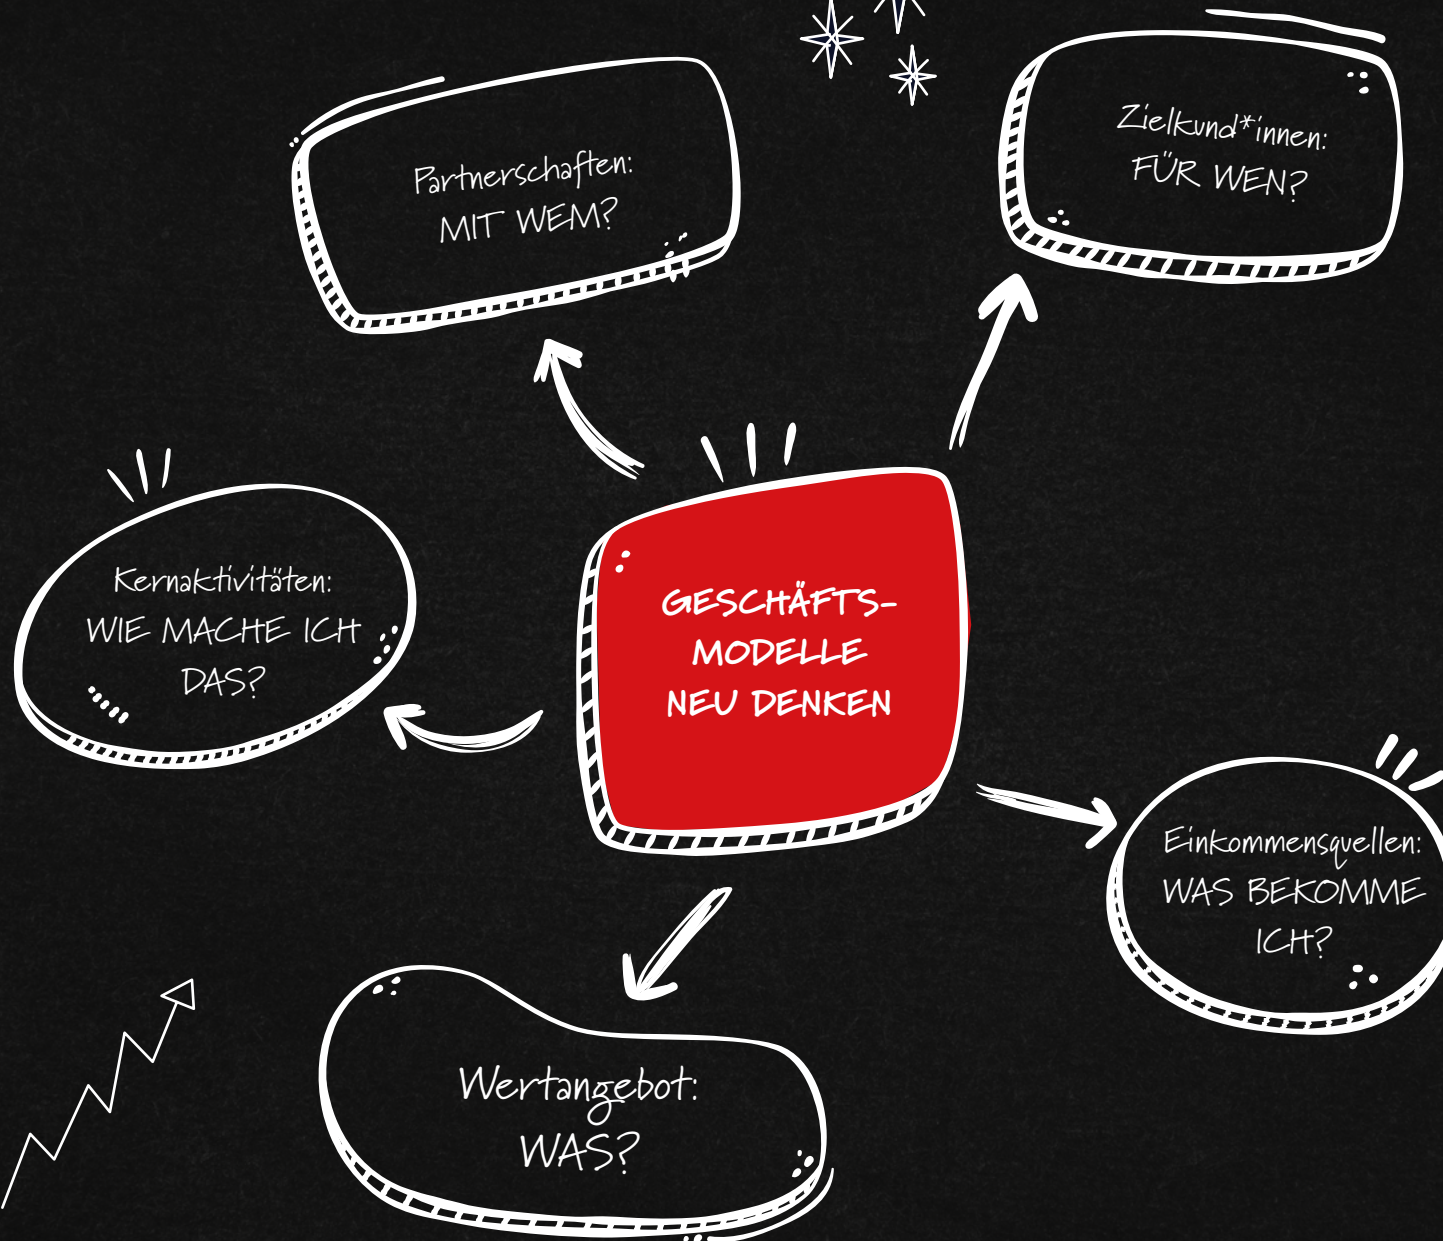 Partnerschaften:
MIT WEM?
Zielkund*innen:
FÜR WEN?
Kernaktivitäten:
WIE MACHE ICH
DAS?
GESCHÄFTS-
MODELLE
NEU DENKEN
Einkommensquellen:
WAS BEKOMME
ICH?
Wertangebot:
WAS?